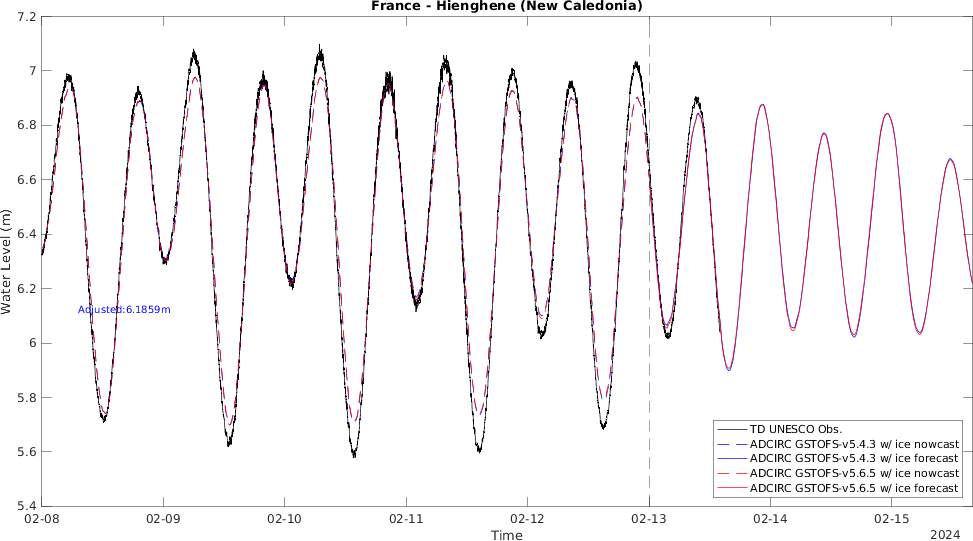 France - Hienghene (New Caledonia)
7.2
7
6.8
6.6
6.4
6.2
6
5.8
5.6
5.4
Water Level (m)
Adjusted:6.1859m
TD UNESCO Obs.
ADCIRC GSTOFS-v5.4.3 w/ ice nowcast
ADCIRC GSTOFS-v5.4.3 w/ ice forecast
ADCIRC GSTOFS-v5.6.5 w/ ice nowcast
ADCIRC GSTOFS-v5.6.5 w/ ice forecast
02-08 02-09 02-10 02-11 02-12 02-13 02-14 02-15
Time
2024